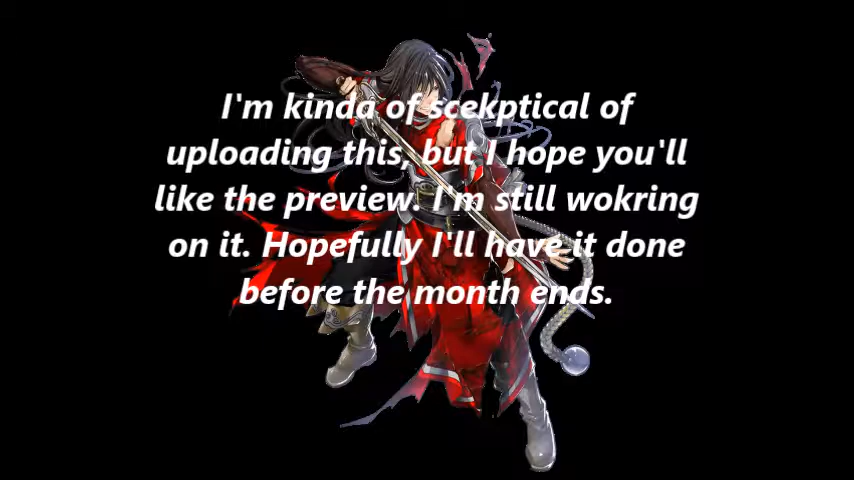 I'm kinda of scekptical of
uploading this, but I hope you'll
like the preview. I'm still wokring
on it. Hopefully I'll have it done
before the month ends.